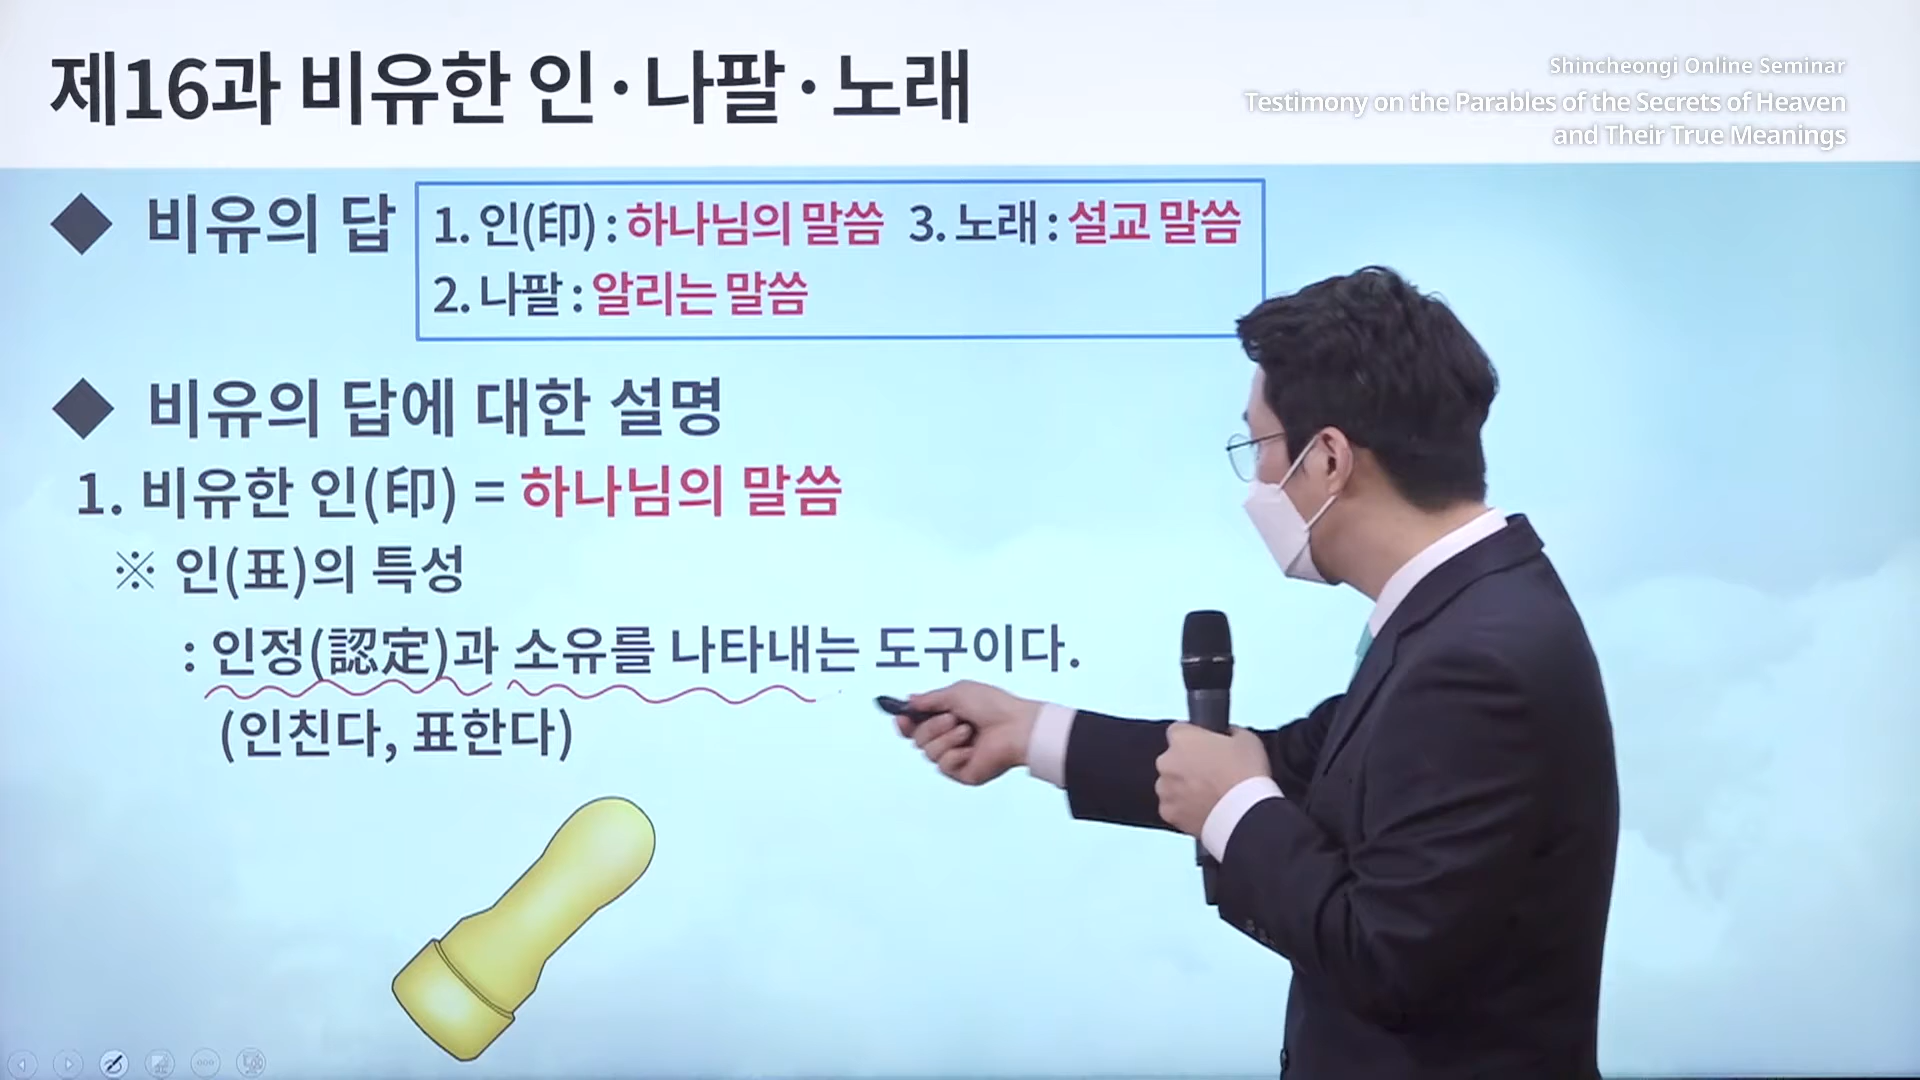 제16과 비유한 인·나팔·노래
Shincheongi Online Seminar
Testimony on the Parables of the Secrets of Heaven
and Their True Meanings
◆ 비유의 답
1. 인(印) : 하나님의 말씀 3. 노래 : 설교 말씀
2. 나팔 : 알리는 말씀
◆ 비유의 답에 대한 설명
1. 비유한 인(印) = 하나님의 말씀
※ 인(표)의 특성
: 인정(認定)과 소유를 나타내는 도구이다.
(인친다, 표한다)